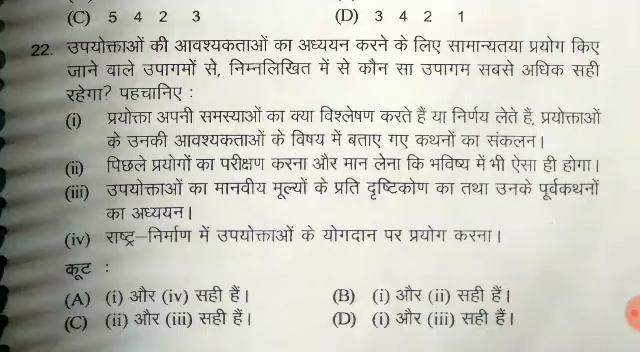 (C) 5 4 2 3 (D) 3 4 2 1
22. उपयोक्ताओं की आवश्यकताओं का अध्ययन करने के लिए सामान्यतया प्रयोग किए
जाने वाले उपागमों से, निम्नलिखित में से कौन सा उपागम सबसे अधिक सही
रहेगा? पहचानिए :
(i) प्रयोक्ता अपनी समस्याओं का क्या विश्लेषण करते हैं या निर्णय लेते हैं, प्रयोक्ताओं
के उनकी आवश्यकताओं के विषय में बताए गए कथनों का संकलन।
(ii) पिछले प्रयोगों का परीक्षण करना और मान लेना कि भविष्य में भी ऐसा ही होगा।
(iii) उपयोक्ताओं का मानवीय मूल्यों के प्रति दृष्टिकोण का तथा उनके पूर्वकथनों
का अध्ययन।
(iv) राष्ट्र–निर्माण में उपयोक्ताओं के योगदान पर प्रयोग करना।
कूट :
(A) (i) और (iv) सही हैं। (B) (i) और (ii) सही हैं।
(C) (ii) और (iii) सही हैं। (D) (i) और (iii) सही हैं।